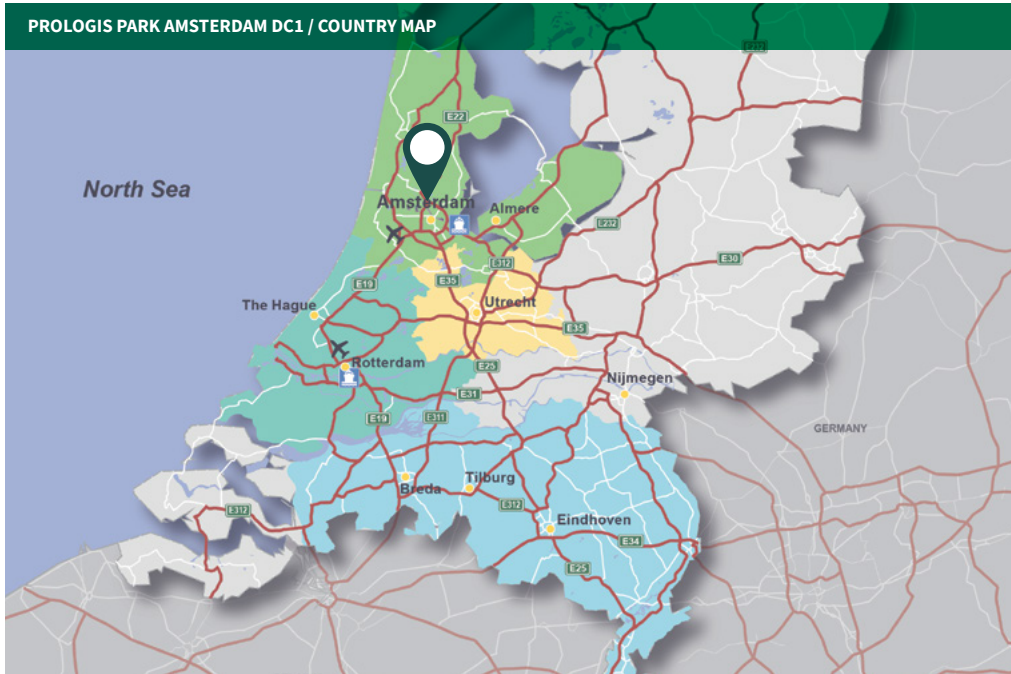 PROLOGIS PARK AMSTERDAM DC1 / COUNTRY MAP
E232
E22
North Sea
Amsterdam
Almere
E232
E30
E312
E35
E19
The Hague
Utrecht
E35
Rotterdam
E25
Nijmegen
E31
E19
E311
GERMANY
Breda
Tilburg
E312
E312
Eindhoven
E34
E25